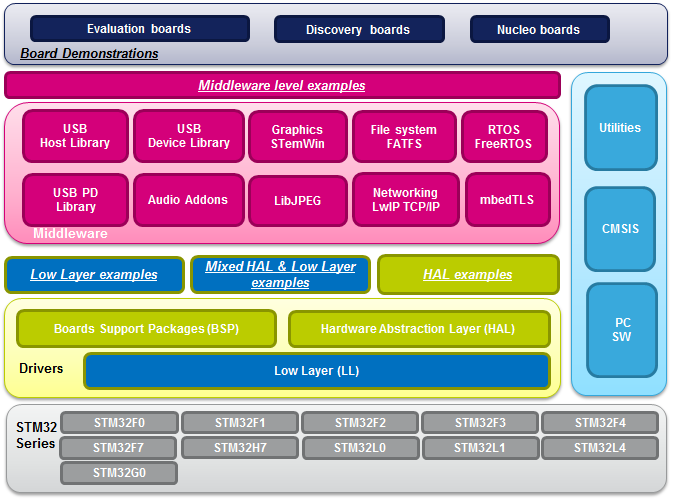 Evaluation boards
Discovery boards
Nucleo boards
Board Demonstrations
Middleware level examples
USB
Host Library
USB
Device Library
Graphics
STemWin
File system
FATFS
RTOS
FreeRTOS
USB PD
Library
Audio Addons
LibJPEG
Networking
LwIP TCP/IP
mbedTLS
Middleware
Utilities
CMSIS
PC
SW
Low Layer examples
Mixed HAL & Low Layer
examples
HAL examples
Boards Support Packages (BSP)
Hardware Abstraction Layer (HAL)
Drivers
Low Layer (LL)
STM32
Series
STM32F0
STM32F1
STM32F2
STM32F3
STM32F4
STM32F7
STM32H7
STM32L0
STM32L1
STM32L4
STM32G0